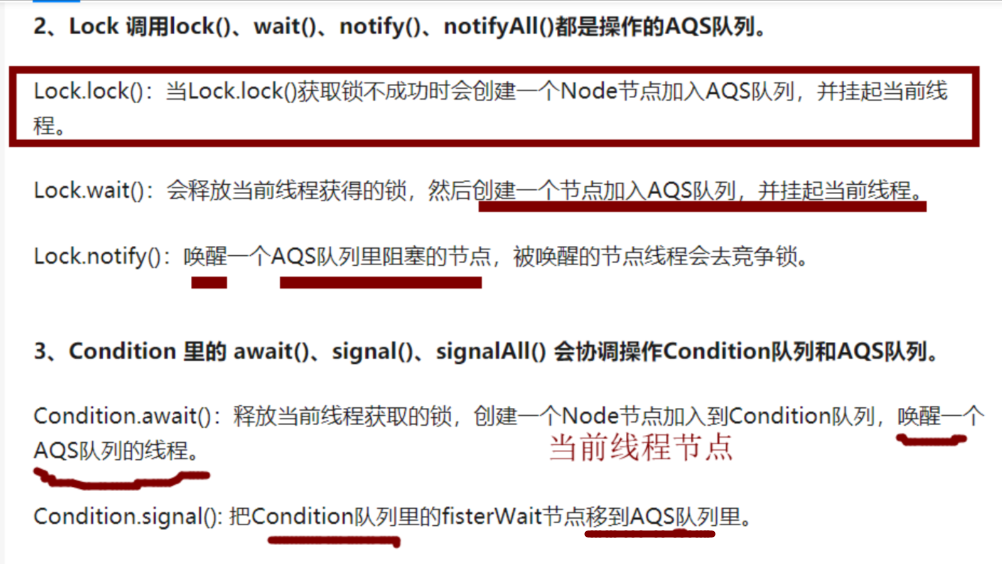 2、Lock 调用lock()、wait()、notify()、notifyAll()都是操作的AQS队列。
Lock.lock()：当Lock.lock()获取锁不成功时会创建一个Node节点加入AQS队列，并挂起当前线
程。
Lock.wait()：会释放当前线程获得的锁，然后创建一个节点加入AQS队列，并挂起当前线程。
Lock.notify()：唤醒一个AQS队列里阻塞的节点，被唤醒的节点线程会去竞争锁。
3、Condition 里的 await()、signal()、signalAll() 会协调操作Condition队列和AQS队列。
Condition.await()：释放当前线程获取的锁，创建一个Node节点加入到Condition队列，唤醒一个
AQS队列的线程。
当前线程节点
Condition.signal(): 把Condition队列里的fisterWait节点移到AQS队列里。